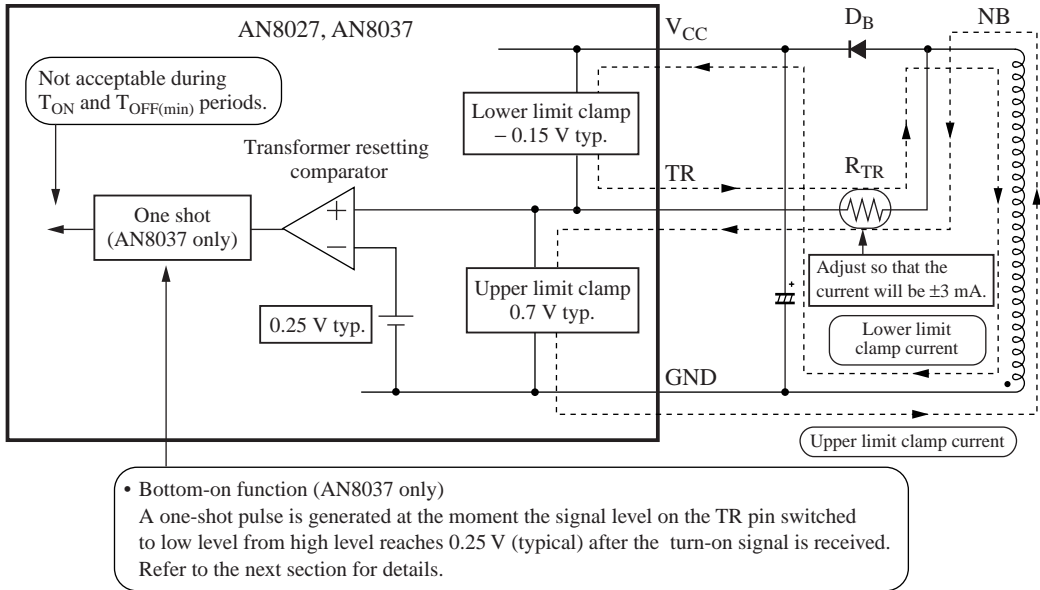 AN8027, AN8037
V_CC
D_B
NB
Not acceptable during
T_ON and T_OFF(min) periods.
Lower limit clamp
– 0.15 V typ.
Transformer resetting
comparator
TR
R_TR
One shot
(AN8037 only)
+
−
Adjust so that the
current will be ±3 mA.
Upper limit clamp
0.7 V typ.
+
0.25 V typ.
Lower limit
clamp current
GND
Upper limit clamp current
• Bottom-on function (AN8037 only)
A one-shot pulse is generated at the moment the signal level on the TR pin switched
to low level from high level reaches 0.25 V (typical) after the turn-on signal is received.
Refer to the next section for details.